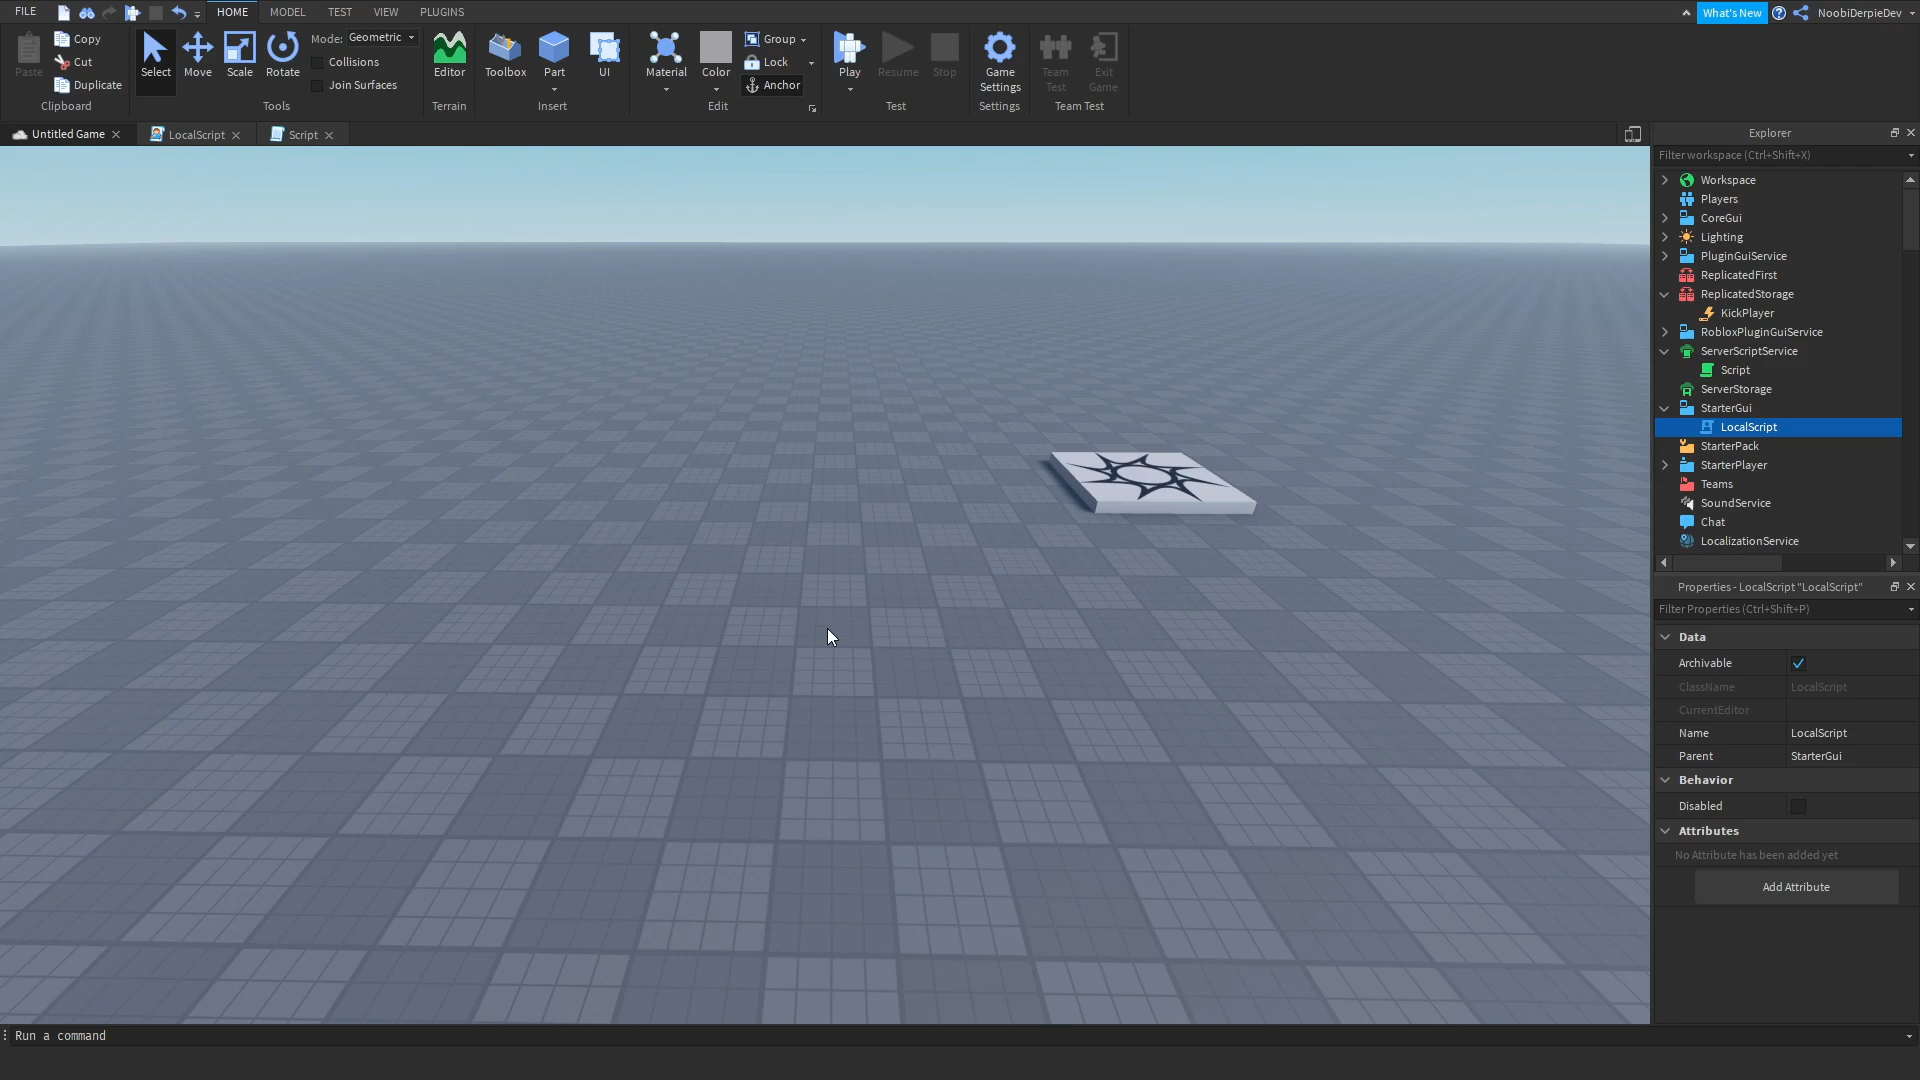 FILE HOME MODEL TEST VIEW PLUGINS What's New NoobiDerpieDev
Paste Copy Cut Duplicate
Clipboard
Select Move Scale Rotate
Mode: Geometric
Collisions
Join Surfaces
Tools
Editor
Terrain
Toolbox Part UI
Insert
Material Color
Group
Lock
Anchor
Edit
Play Resume Stop
Test
Game Settings
Settings
Team Test
Exit Game
Team Test
Untitled Game LocalScript Script
Explorer
Filter workspace (Ctrl+Shift+X)
Workspace
Players
CoreGui
Lighting
PluginGuiService
ReplicatedFirst
ReplicatedStorage
KickPlayer
RobloxPluginGuiService
ServerScriptService
Script
ServerStorage
StarterGui
LocalScript
StarterPack
StarterPlayer
Teams
SoundService
Chat
LocalizationService
Properties - LocalScript "LocalScript"
Filter Properties (Ctrl+Shift+P)
Data
Archivable
ClassName LocalScript
CurrentEditor
Name LocalScript
Parent StarterGui
Behavior
Disabled
Attributes
No Attribute has been added yet
Add Attribute
Run a command